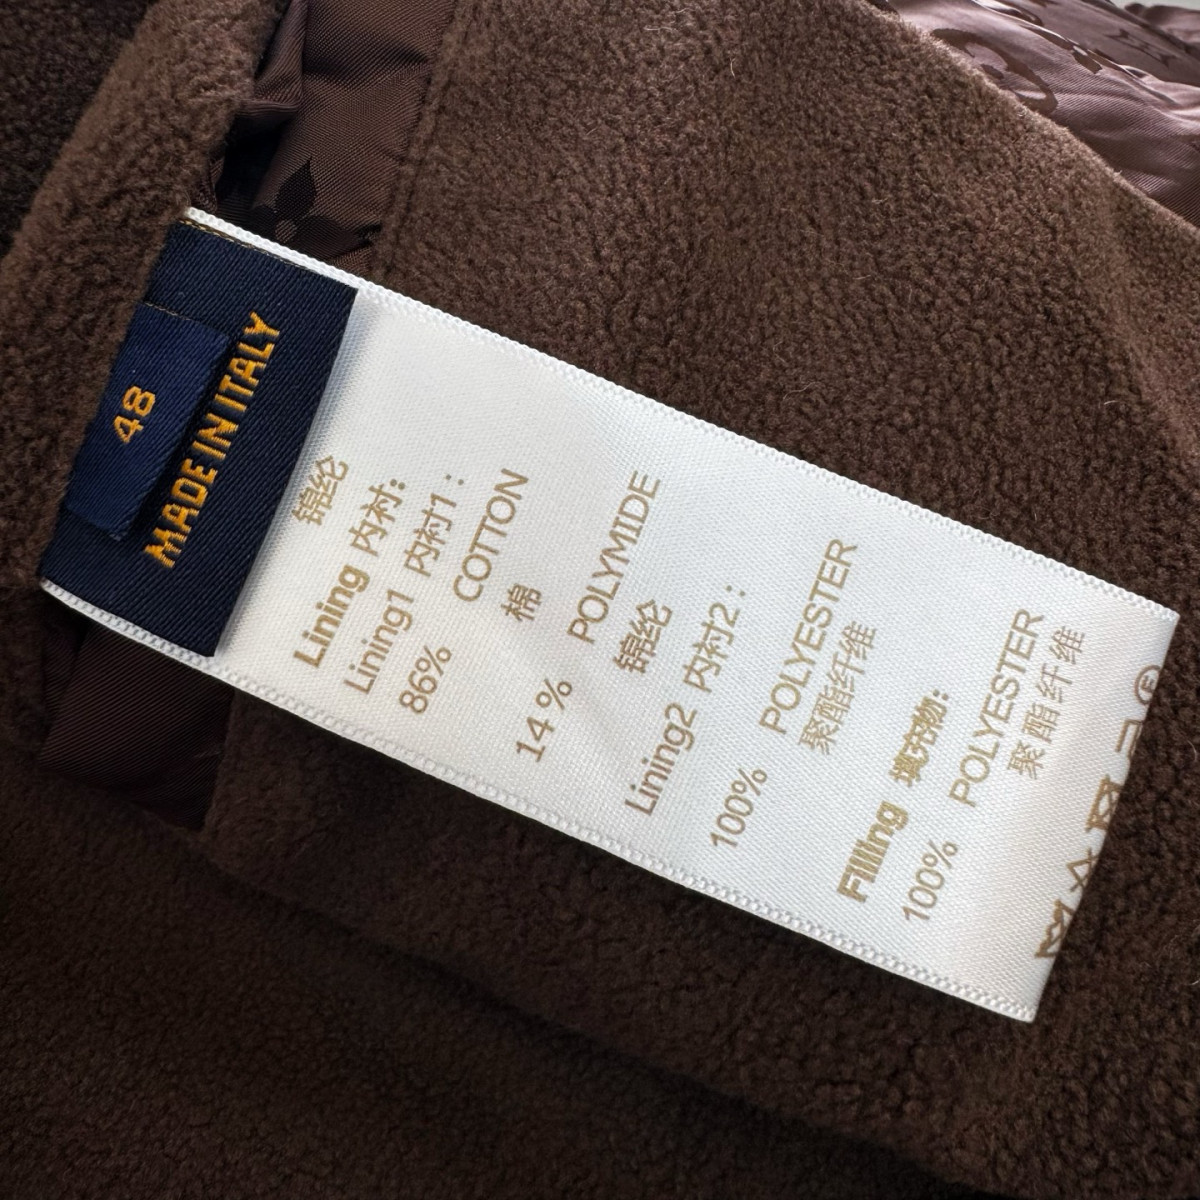 48
MADE IN ITALY
锦纶
Lining 内衬:
Lining1 内衬1:
86% COTTON
棉
14 % POLYMIDE
锦纶
Lining2 内衬2:
100% POLYESTER
聚酯纤维
Filling 填充物:
100% POLYESTER
聚酯纤维